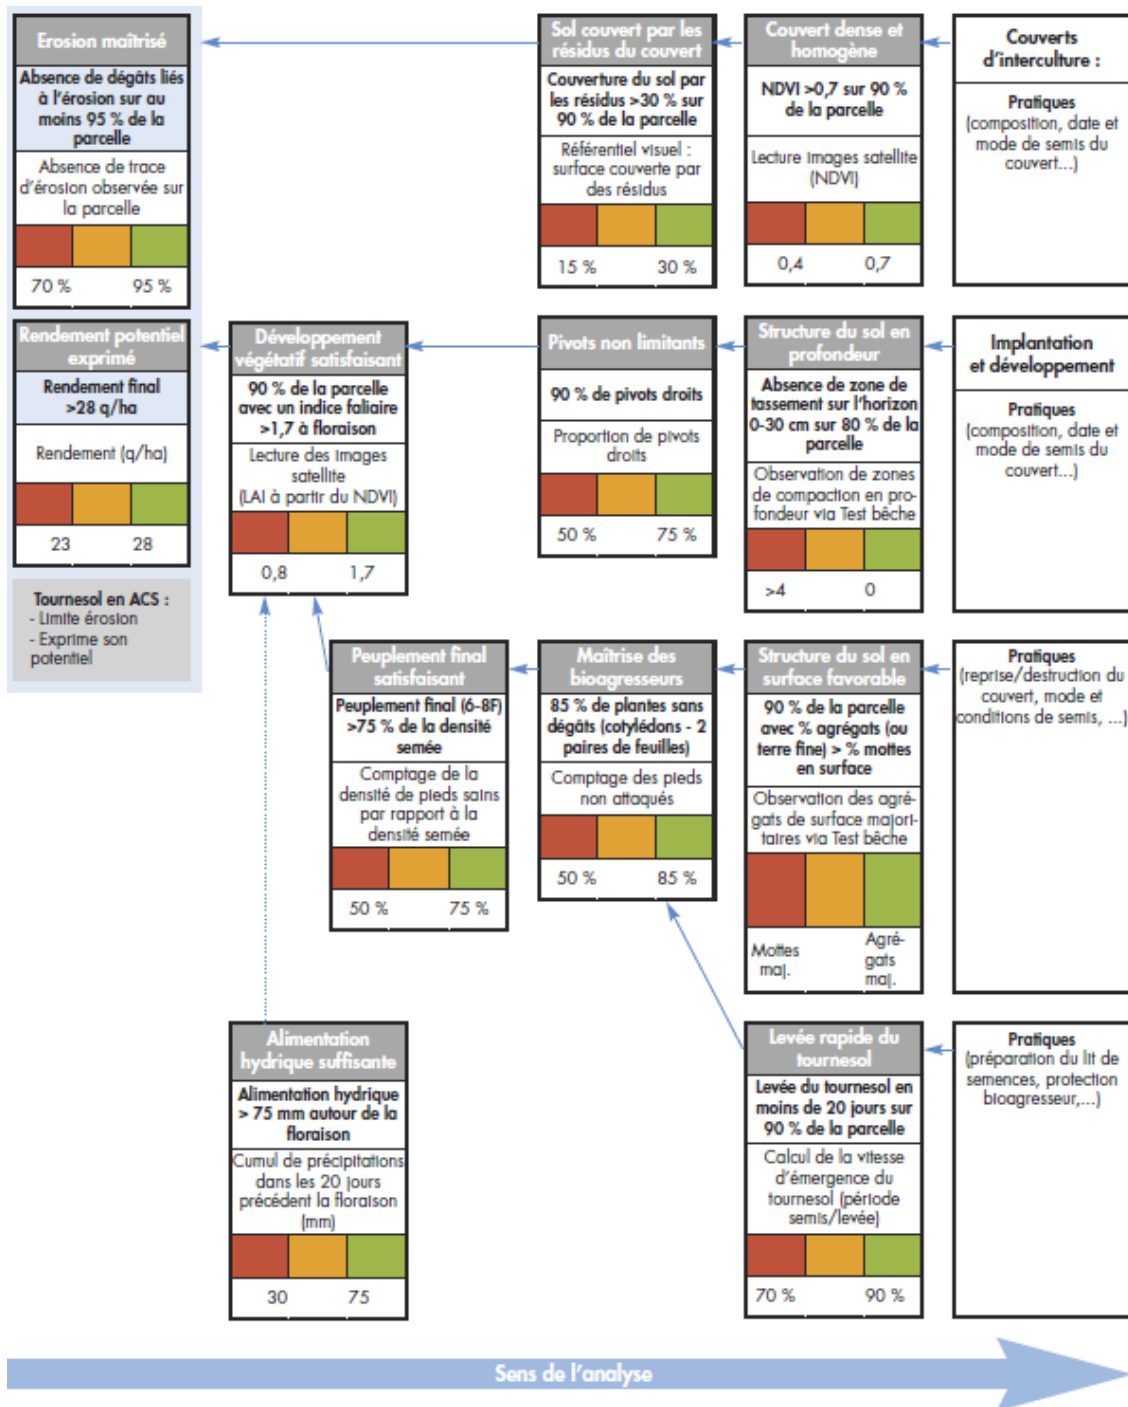 Erosion maîtrisé
Absence de dégâts liés
à l'érosion sur au
moins 95 % de la
parcelle
Absence de trace
d'érosion observée sur
la parcelle
70 % 95 %
Sol couvert par les
résidus du couvert
Couverture du sol par
les résidus >30 % sur
90 % de la parcelle
Référentiel visuel :
surface couverte par
des résidus
15 % 30 %
Couvert dense et
homogène
NDVI >0,7 sur 90 %
de la parcelle
Lecture images satellite
(NDVI)
0,4 0,7
Couverts
d'interculture :
Pratiques
(composition, date et
mode de semis du
couvert...)
Rendement potentiel
exprimé
Rendement final
>28 q/ha
Rendement (q/ha)
23 28
Développement
végétatif satisfaisant
90 % de la parcelle
avec un indice faliaire
>1,7 à floraison
Lecture des images
satellite
(LAI à partir du NDVI)
0,8 1,7
Pivots non limitants
90 % de pivots droits
Proportion de pivots
droits
50 % 75 %
Structure du sol en
profondeur
Absence de zone de
tassement sur l'horizon
0-30 cm sur 80 % de la
parcelle
Observation de zones
de compaction en pro-
fondeur via Test bêche
>4 0
Implantation
et développement
Pratiques
(composition, date et
mode de semis du
couvert...)
Tournesol en ACS :
- Limite érosion
- Exprime son
potentiel
Peuplement final
satisfaisant
Peuplement final (6-8F)
>75 % de la densité
semée
Comptage de la
densité de pieds sains
par rapport à la
densité semée
50 % 75 %
Maîtrise des
bioagresseurs
85 % de plantes sans
dégâts (cotylédons - 2
paires de feuilles)
Comptage des pieds
non attaqués
50 % 85 %
Structure du sol en
surface favorable
90 % de la parcelle
avec % agrégats (ou
terre fine) > % mottes
en surface
Observation des agré-
gats de surface majori-
taires via Test bêche
Mottes
maj.
Agré-
gats
maj.
Pratiques
(reprise/destruction du
couvert, mode et
conditions de semis, ...)
Alimentation
hydrique suffisante
Alimentation hydrique
> 75 mm autour de la
floraison
Cumul de précipitations
dans les 20 jours
précédent la floraison
(mm)
30 75
Levée rapide du
tournesol
Levée du tournesol en
moins de 20 jours sur
90 % de la parcelle
Calcul de la vitesse
d'émergence du
tournesol (période
semis/levée)
70 % 90 %
Pratiques
(préparation du lit de
semences, protection
bioagresseur,...)
Sens de l'analyse